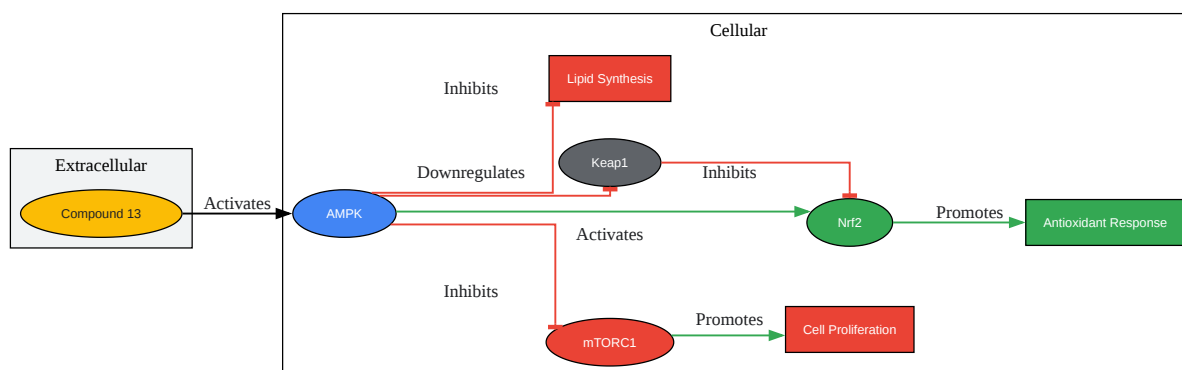 Cellular
Inhibits
Lipid Synthesis
Extracellular
Compound 13
Activates
AMPK
Downregulates
Keap1
Inhibits
Activates
Nrf2
Promotes
Antioxidant Response
Inhibits
mTORC1
Promotes
Cell Proliferation